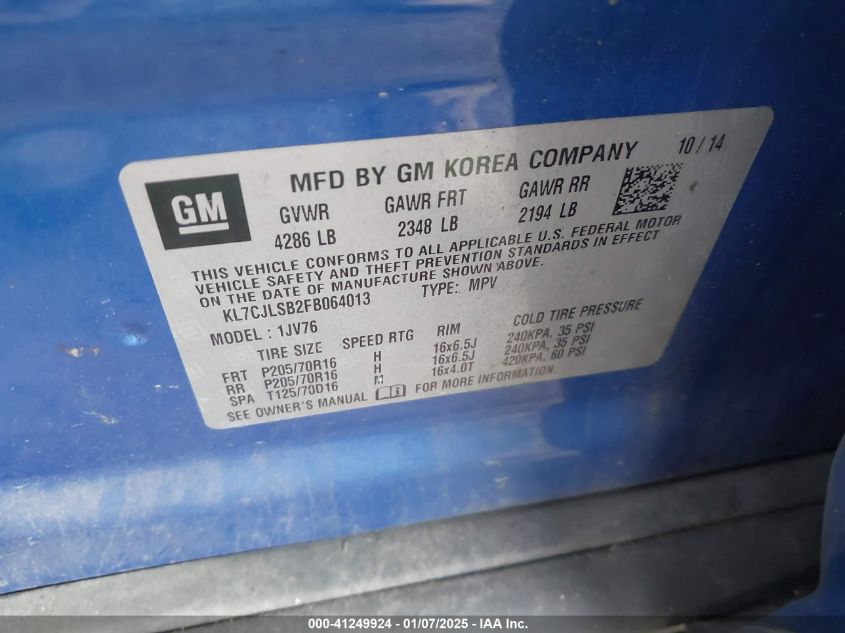 GM
MFD BY GM KOREA COMPANY 10 / 14
GVWR GAWR FRT GAWR RR
4286 LB 2348 LB 2194 LB
THIS VEHICLE CONFORMS TO ALL APPLICABLE U.S. FEDERAL MOTOR
VEHICLE SAFETY AND THEFT PREVENTION STANDARDS IN EFFECT
ON THE DATE OF MANUFACTURE SHOWN ABOVE.
KL7CJLSB2FB064013 TYPE: MPV
MODEL : 1JV76
TIRE SIZE SPEED RTG RIM COLD TIRE PRESSURE
FRT P205/70R16 H 16x6.5J 240KPA, 35 PSI
RR P205/70R16 H 16x6.5J 240KPA, 35 PSI
SPA T125/70D16 M 16x4.0T 420KPA, 60 PSI
SEE OWNER'S MANUAL FOR MORE INFORMATION.
000-41249924 - 01/07/2025 - IAA Inc.